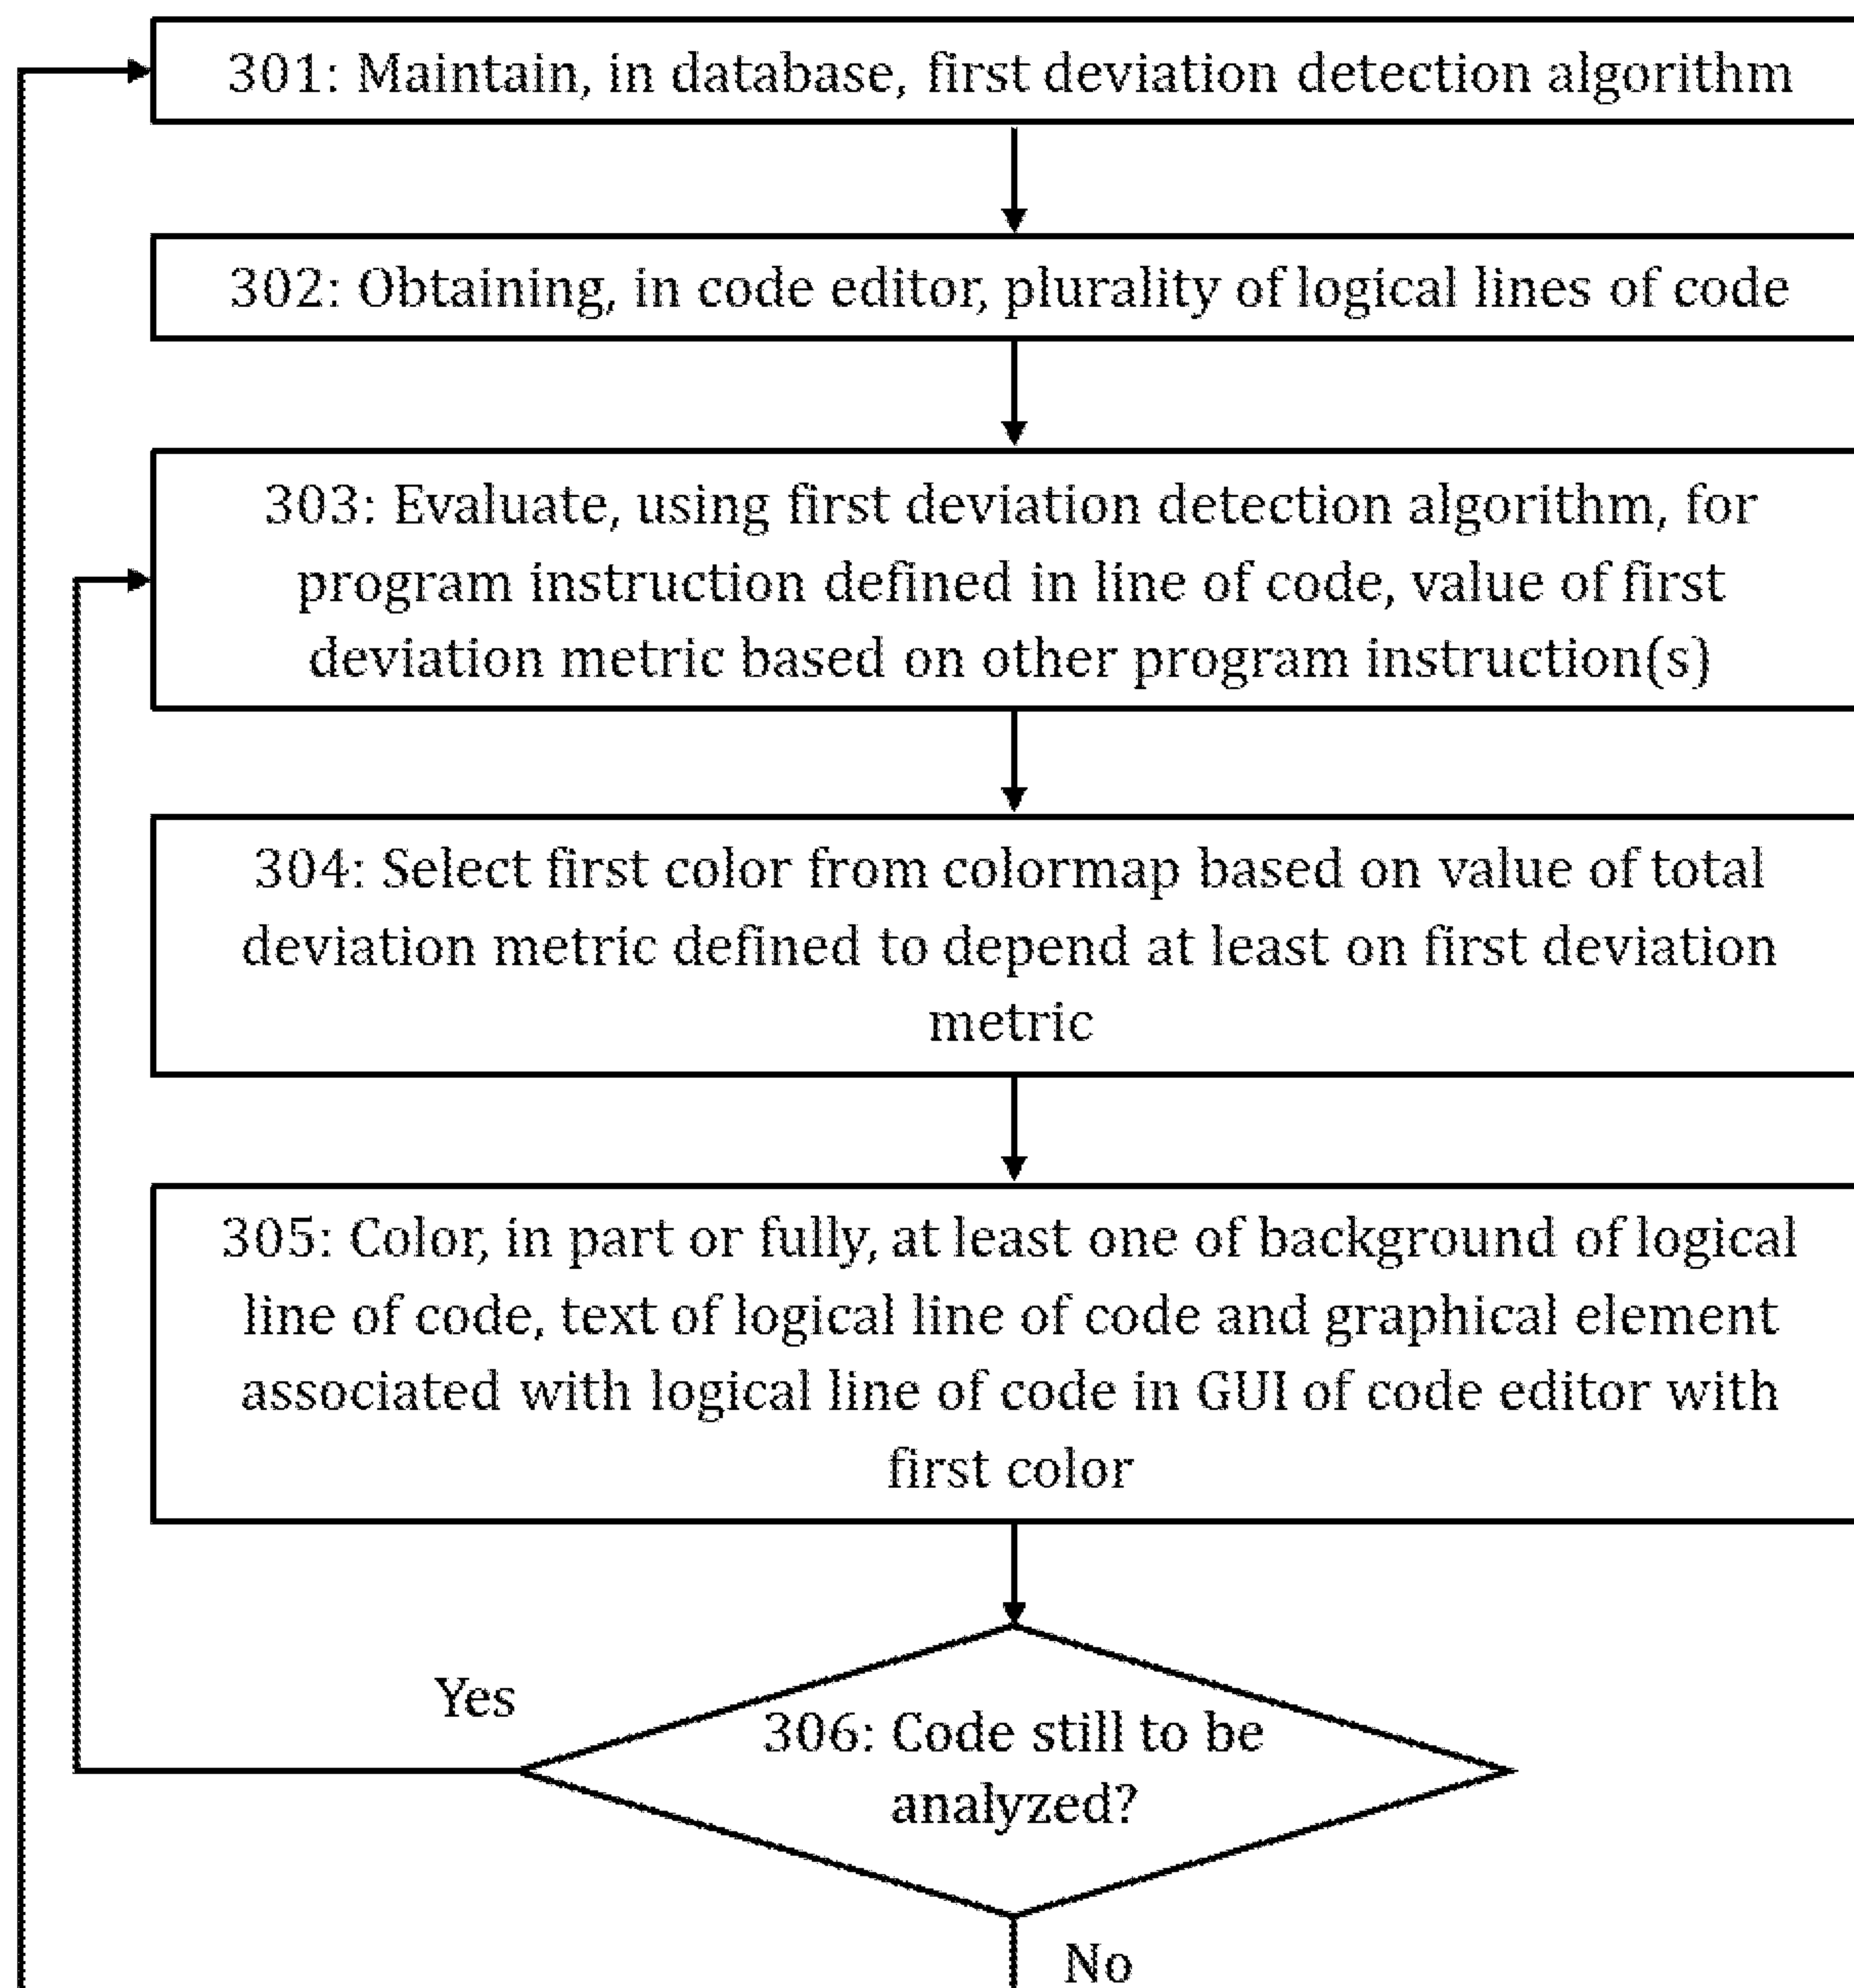 301: Maintain, in database, first deviation detection algorithm
302: Obtaining, in code editor, plurality of logical lines of code
303: Evaluate, using first deviation detection algorithm, for
program instruction defined in line of code, value of first
deviation metric based on other program instruction(s)
304: Select first color from colormap based on value of total
deviation metric defined to depend at least on first deviation
metric
305: Color, in part or fully, at least one of background of logical
line of code, text of logical line of code and graphical element
associated with logical line of code in GUI of code editor with
first color
Yes
306: Code still to be
analyzed?
No